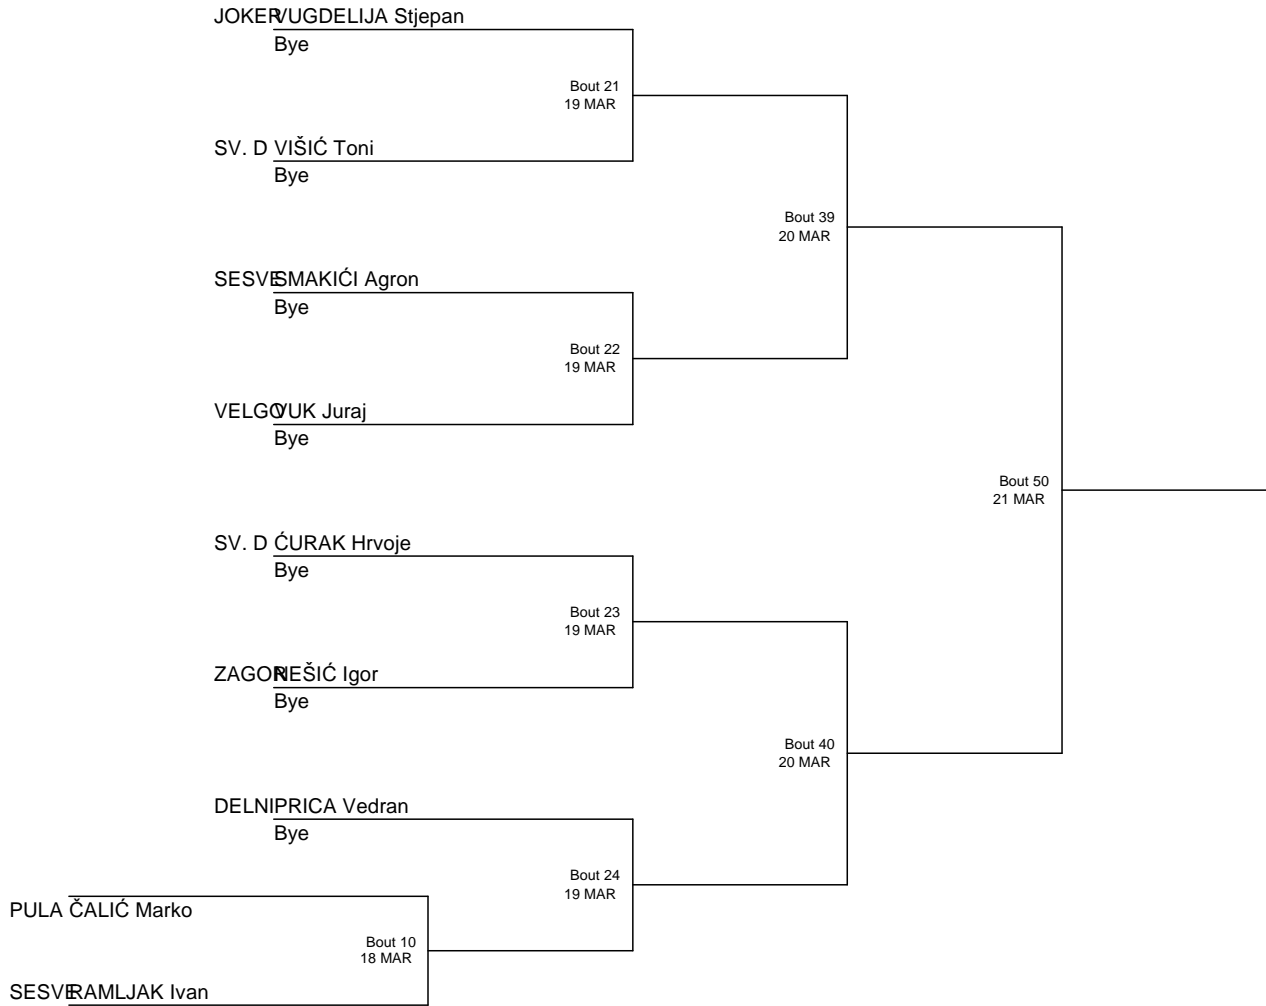 JOKER VUGDELIJA Stjepan
Bye
Bout 21
19 MAR
SV. D VIŠIĆ Toni
Bye
Bout 39
20 MAR
SESVE SMAKIĆI Agron
Bye
Bout 22
19 MAR
VELGO VUK Juraj
Bye
Bout 50
21 MAR
SV. D ĆURAK Hrvoje
Bye
Bout 23
19 MAR
ZAGOR NEŠIĆ Igor
Bye
Bout 40
20 MAR
DELNI PRICA Vedran
Bye
Bout 24
19 MAR
PULA ČALIĆ Marko
Bout 10
18 MAR
SESVE RAMLJAK Ivan